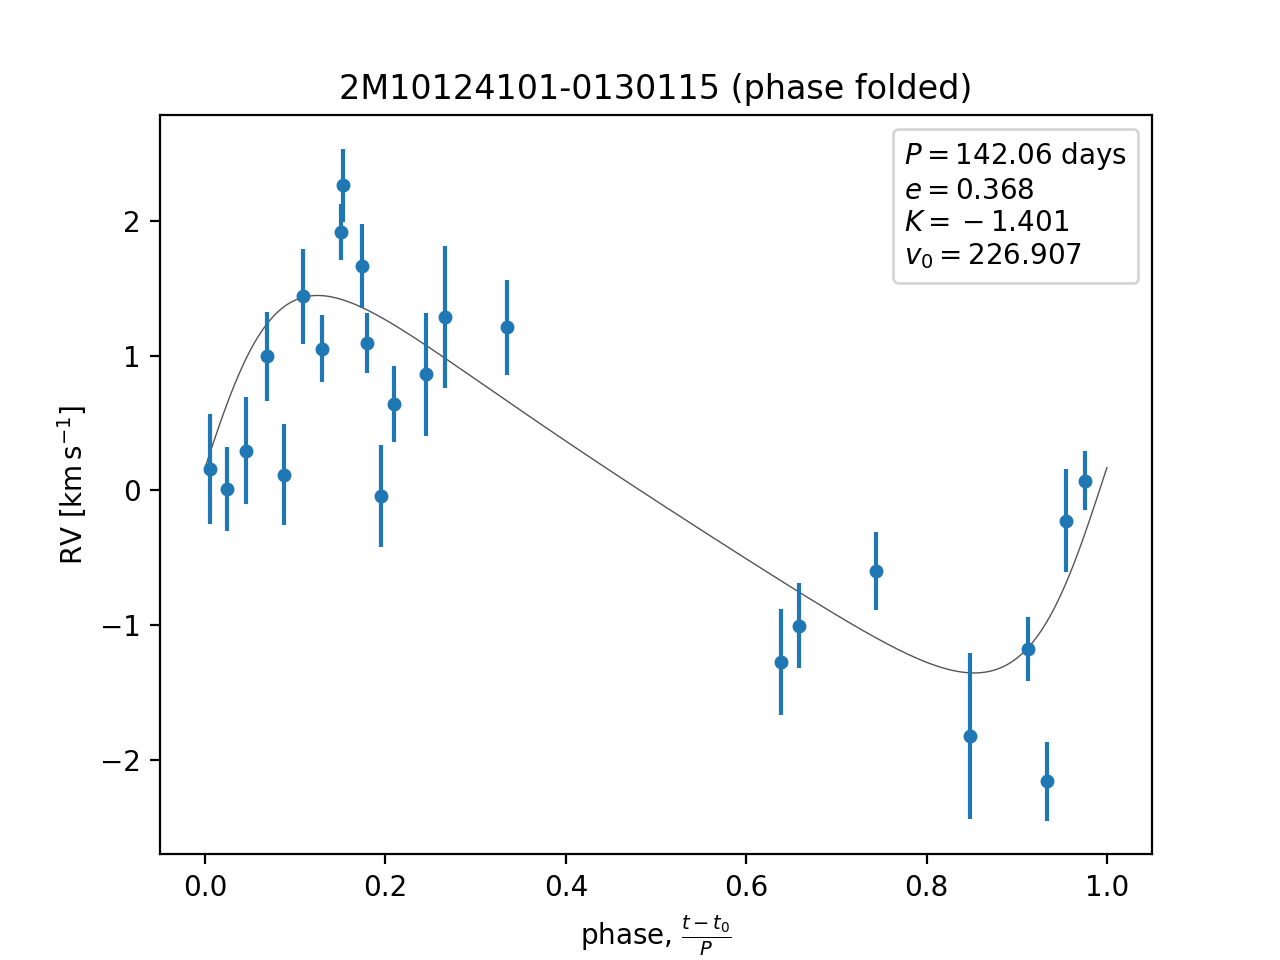 2M10124101-0130115 (phase folded)
P = 142.06 days
e = 0.368
K = − 1.401
v₀ = 226.907
RV [km s⁻¹]
2
1
0
−1
−2
0.0 0.2 0.4 0.6 0.8 1.0
phase, (t − t₀)/P